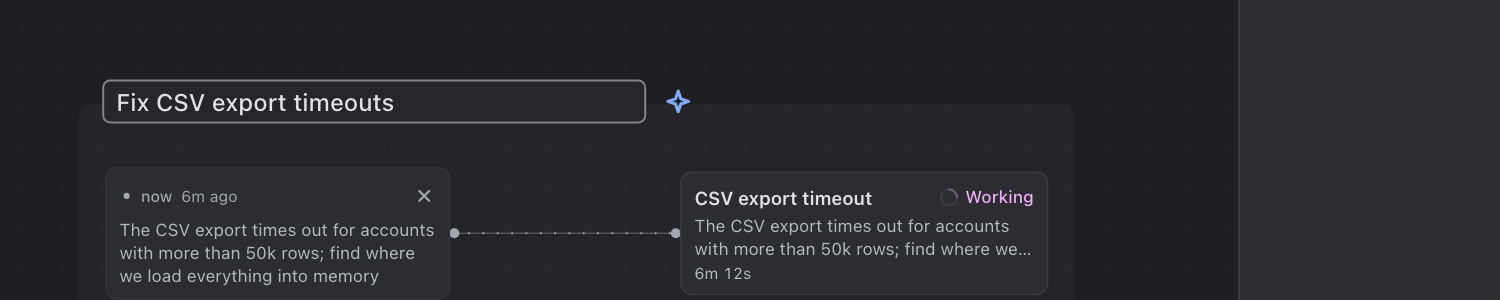 Fix CSV export timeouts
now 6m ago
The CSV export times out for accounts
with more than 50k rows; find where
we load everything into memory
CSV export timeout
Working
The CSV export times out for accounts
with more than 50k rows; find where we...
6m 12s